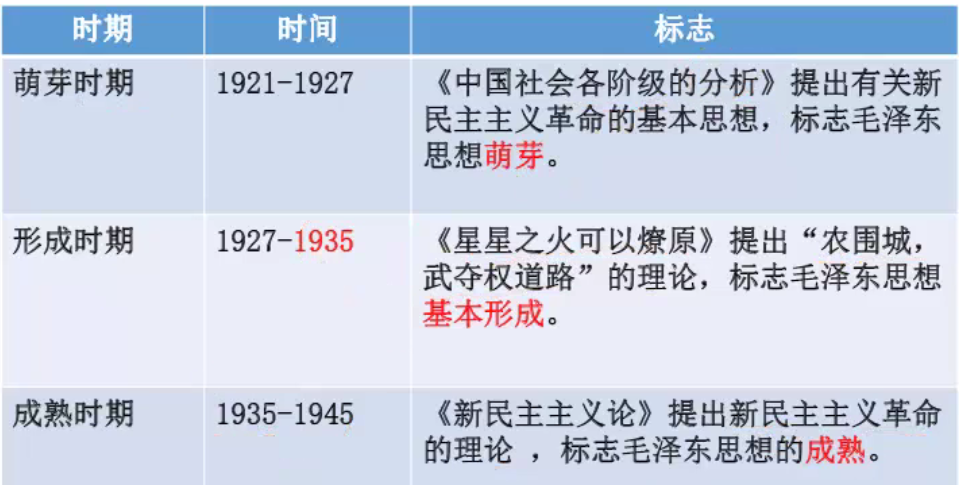 时期 时间 标志
萌芽时期 1921-1927 《中国社会各阶级的分析》提出有关新
民主主义革命的基本思想，标志毛泽东
思想萌芽。
形成时期 1927-1935 《星星之火可以燎原》提出“农围城，
武夺权道路”的理论，标志毛泽东思想
基本形成。
成熟时期 1935-1945 《新民主主义论》提出新民主主义革命
的理论 ，标志毛泽东思想的成熟。